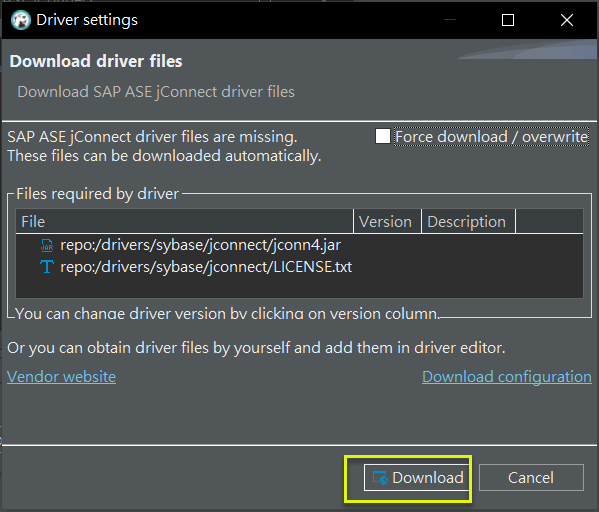 Driver settings
Download driver files
Download SAP ASE jConnect driver files
SAP ASE jConnect driver files are missing.
Force download / overwrite
These files can be downloaded automatically.
Files required by driver
File Version Description
JAR repo:/drivers/sybase/jconnect/jconn4.jar
repo:/drivers/sybase/jconnect/LICENSE.txt
You can change driver version by clicking on version column.
Or you can obtain driver files by yourself and add them in driver editor.
Vendor website Download configuration
Download Cancel